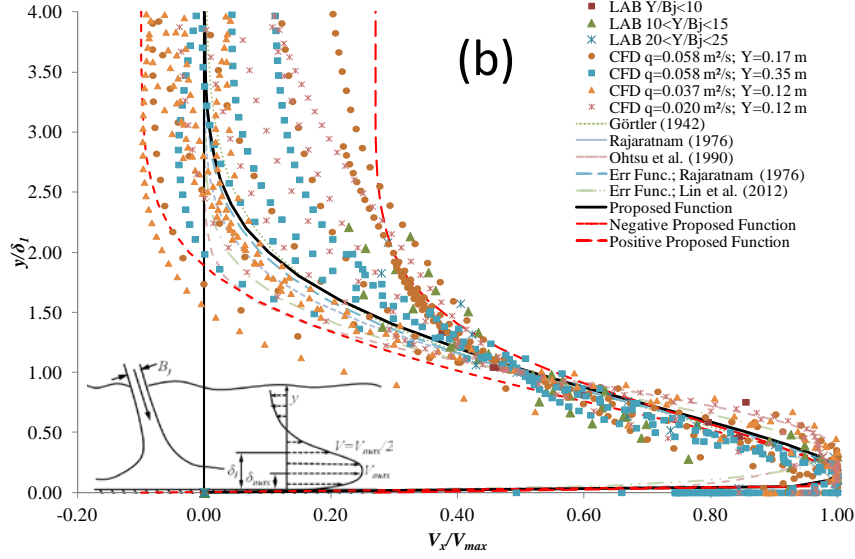 (b)
LAB Y/Bj<10
LAB 10<Y/Bj<15
LAB 20<Y/Bj<25
CFD q=0.058 m²/s; Y=0.17 m
CFD q=0.058 m²/s; Y=0.35 m
CFD q=0.037 m²/s; Y=0.12 m
CFD q=0.020 m²/s; Y=0.12 m
Görtler (1942)
Rajaratnam (1976)
Ohtsu et al. (1990)
Err Func.; Rajaratnam (1976)
Err Func.; Lin et al. (2012)
Proposed Function
Negative Proposed Function
Positive Proposed Function
4.00
3.50
3.00
2.50
2.00
1.50
1.00
0.50
0.00
y/δ₁
Bj
y
V=Vmax/2
δ₁
δmax
Vmax
-0.20
0.00
0.20
0.40
0.60
0.80
1.00
Vx/Vmax